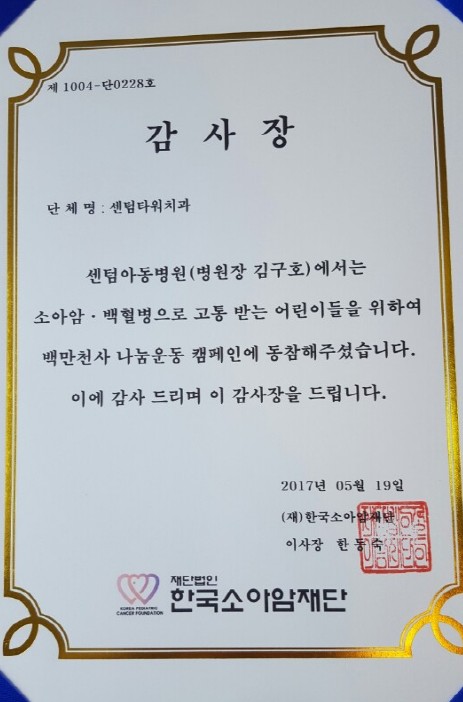 제 1004-단0228호
감 사 장
단 체 명 : 센텀타워치과
센텀아동병원(병원장 김구호)에서는
소아암 · 백혈병으로 고통 받는 어린이들을 위하여
백만천사 나눔운동 캠페인에 동참해주셨습니다.
이에 감사 드리며 이 감사장을 드립니다.
2017년 05월 19일
(재)한국소아암재단
이사장 한 동 숙
재단법인
한국소아암재단
KOREA PEDIATRIC
CANCER FOUNDATION